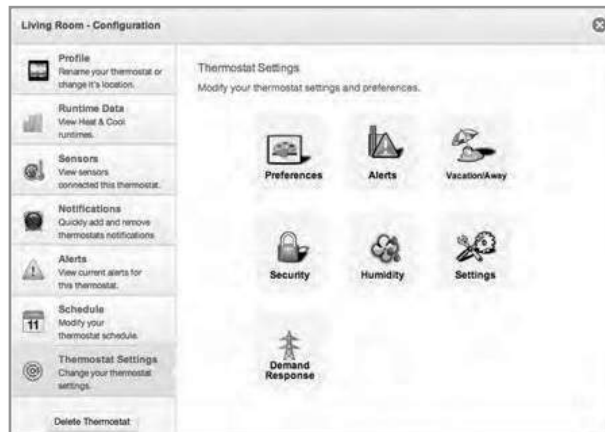 Living Room - Configuration
Profile
Rename your thermostat or
change it's location.
Runtime Data
View Heat & Cool
runtimes.
Sensors
View sensors
connected this thermostat.
Notifications
Quickly add and remove
thermostats notifications
Alerts
View current alerts for
this thermostat.
11
Schedule
Modify your
thermostat schedule.
Thermostat Settings
Change your thermostat
settings.
Delete Thermostat
Thermostat Settings
Modify your thermostat settings and preferences.
Preferences
Alerts
Vacation/Away
Security
Humidity
Settings
Demand
Response